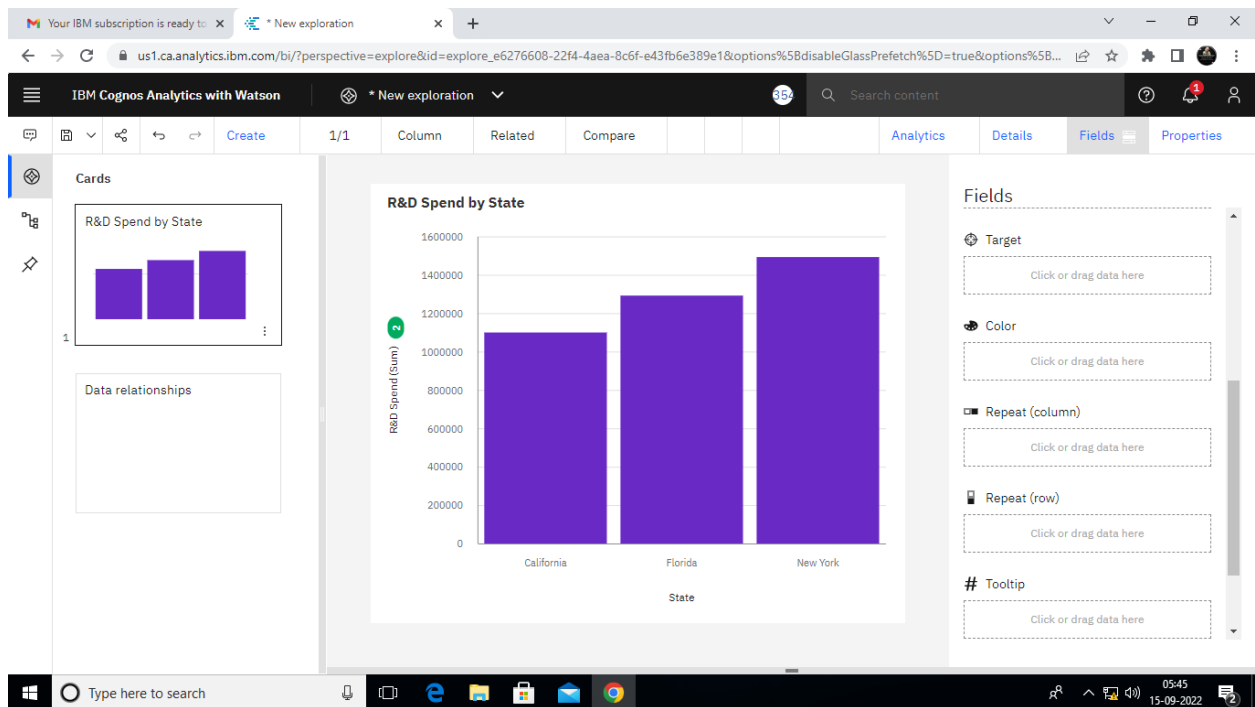 Your IBM subscription is ready to
* New exploration
us1.ca.analytics.ibm.com/bi/?perspective=explore&id=explore_e6276608-22f4-4aea-8c6f-e43fb6e389e1&options%5BdisableGlassPrefetch%5D=true&options%5B...
IBM Cognos Analytics with Watson
* New exploration
354
Search content
1
Create
1/1
Column
Related
Compare
Analytics
Details
Fields
Properties
Cards
R&D Spend by State
1
Data relationships
R&D Spend by State
1600000
1400000
1200000
1000000
800000
600000
400000
200000
0
2
R&D Spend (Sum)
California
Florida
New York
State
Fields
Target
Click or drag data here
Color
Click or drag data here
Repeat (column)
Click or drag data here
Repeat (row)
Click or drag data here
# Tooltip
Click or drag data here
Type here to search
05:45
15-09-2022
2